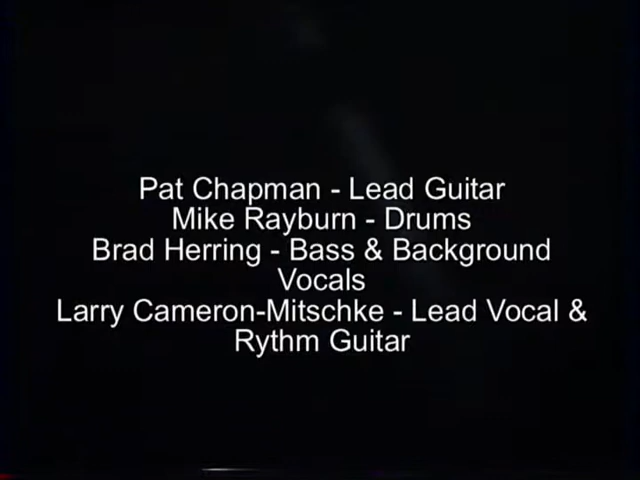 Pat Chapman - Lead Guitar
Mike Rayburn - Drums
Brad Herring - Bass & Background
Vocals
Larry Cameron-Mitschke - Lead Vocal &
Rythm Guitar